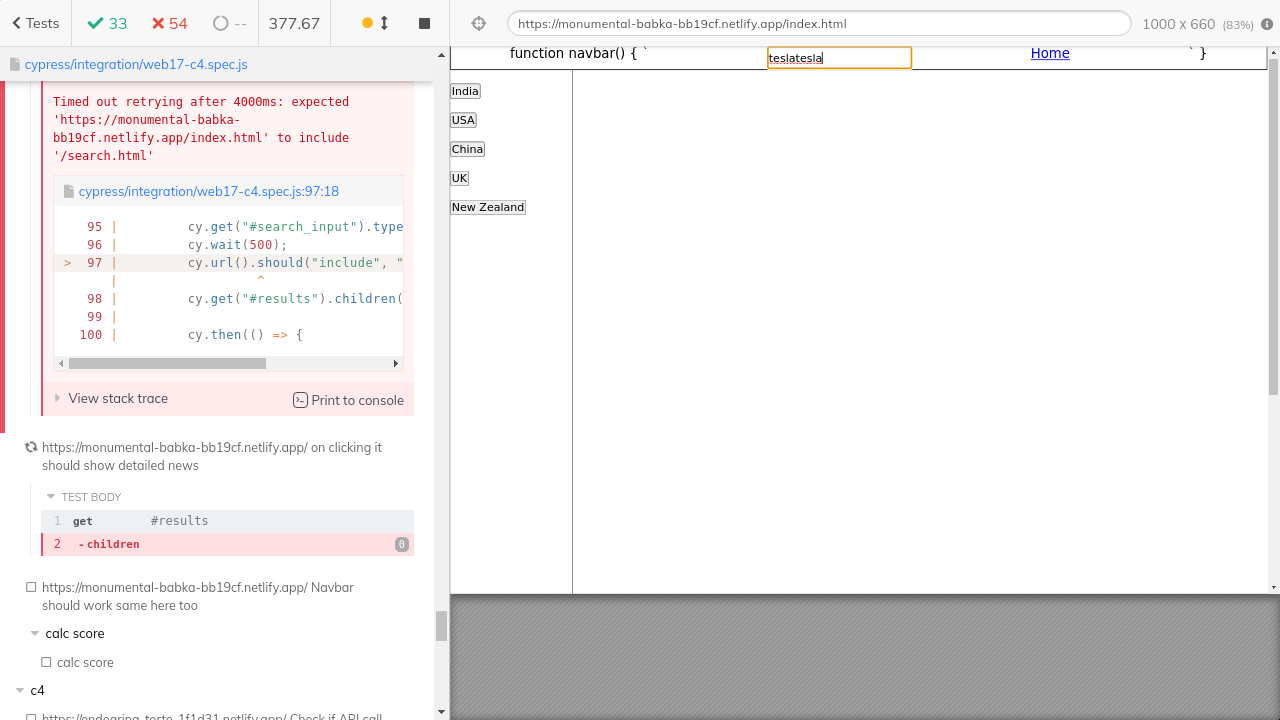 Tests 33 54 -- 377.67
https://monumental-babka-bb19cf.netlify.app/index.html 1000 x 660 (83%)
cypress/integration/web17-c4.spec.js
Timed out retrying after 4000ms: expected
'https://monumental-babka-
bb19cf.netlify.app/index.html' to include
'/search.html'
cypress/integration/web17-c4.spec.js:97:18
95 | cy.get("#search_input").type
96 | cy.wait(500);
> 97 | cy.url().should("include", "
| ^
98 | cy.get("#results").children(
99 |
100 | cy.then(() => {
View stack trace Print to console
https://monumental-babka-bb19cf.netlify.app/ on clicking it
should show detailed news
TEST BODY
1 get #results
2 -children 0
https://monumental-babka-bb19cf.netlify.app/ Navbar
should work same here too
calc score
calc score
c4
https://endearing-torte-1f1d31.netlify.app/ Check if API call
function navbar() { ` teslatesla Home ` }
India
USA
China
UK
New Zealand